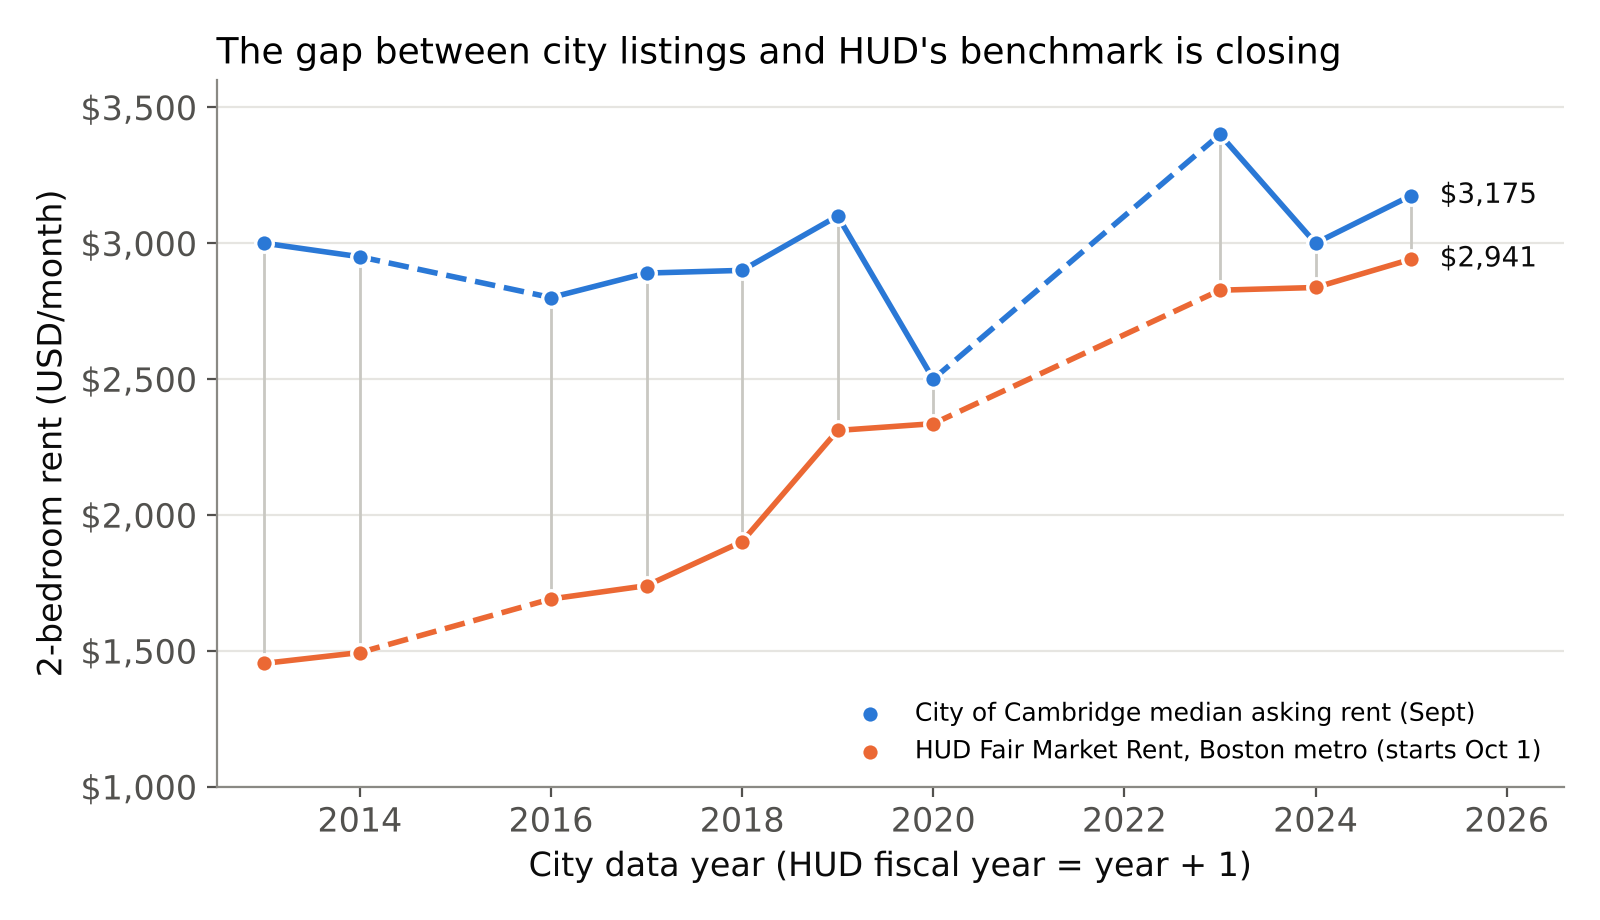 The gap between city listings and HUD's benchmark is closing
$3,500
$3,000
$2,500
$2,000
$1,500
$1,000
2-bedroom rent (USD/month)
$3,175
$2,941
City of Cambridge median asking rent (Sept)
HUD Fair Market Rent, Boston metro (starts Oct 1)
2014 2016 2018 2020 2022 2024 2026
City data year (HUD fiscal year = year + 1)